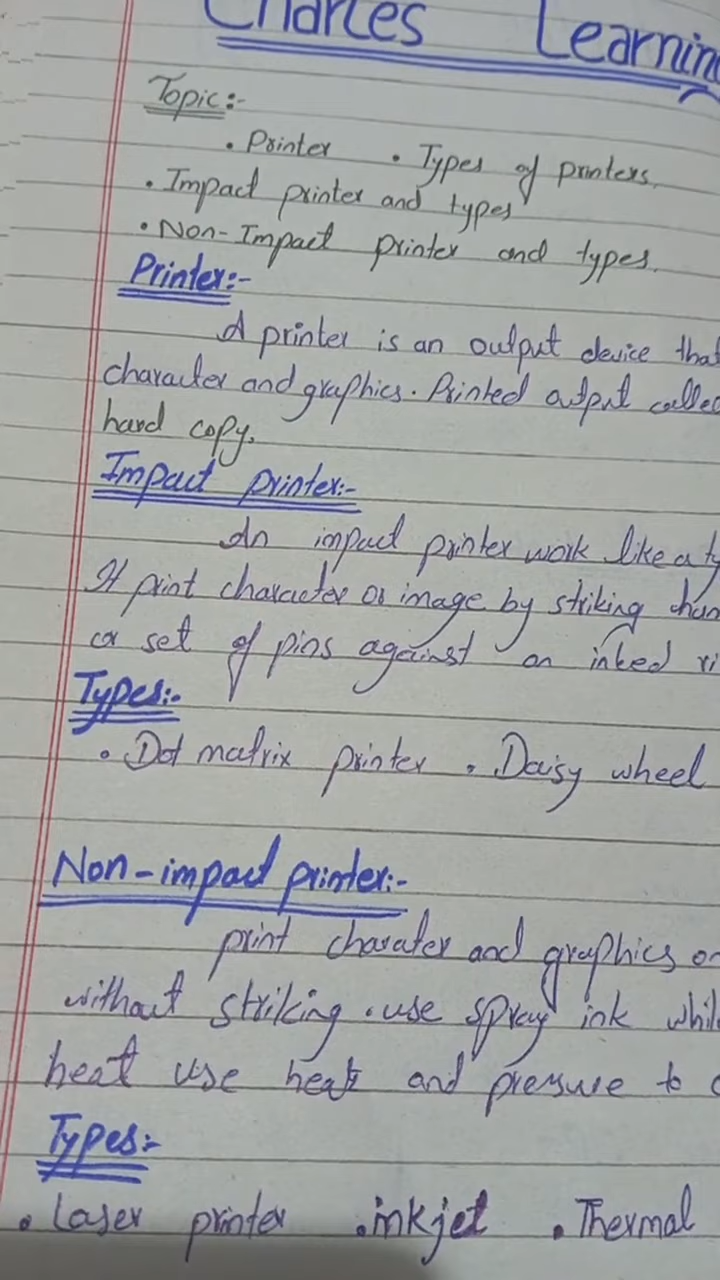 Charles Learning
Topic:-
• Printer • Types of printers.
• Impact printer and types
• Non-Impact printer and types.
Printer:-
A printer is an output device that
character and graphics. Printed output called
hard copy.
Impact printer:-
An impact printer work like a
It print character or image by striking
or set of pins against an inked
Types:-
• Dot matrix printer • Daisy wheel
Non-impact printer:-
print charater and graphics on
without striking. use spray ink while
heat use heat and pressure to
Types:-
• Laser printer • inkjet • Thermal